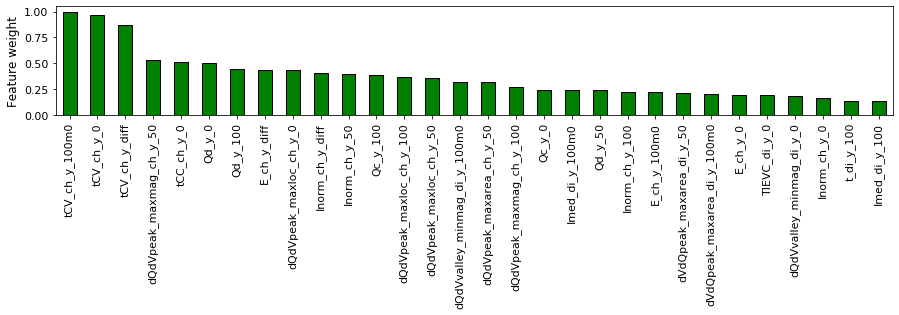 Feature weight
1.00
0.75
0.50
0.25
0.00
tCV_ch_y_100m0
tCV_ch_y_0
tCV_ch_y_diff
dQdVpeak_maxmag_ch_y_50
tCC_ch_y_0
Qd_y_0
Qd_y_100
E_ch_y_diff
dQdVpeak_maxloc_ch_y_0
Inorm_ch_y_diff
Inorm_ch_y_50
Qc_y_100
dQdVpeak_maxloc_ch_y_100
dQdVpeak_maxloc_ch_y_50
dQdVvalley_minmag_di_y_100m0
dQdVpeak_maxarea_ch_y_50
dQdVpeak_maxmag_ch_y_100
Qc_y_0
Imed_di_y_100m0
Qd_y_50
Inorm_ch_y_100
E_ch_y_100m0
dVdQpeak_maxarea_di_y_50
dVdQpeak_maxarea_di_y_100m0
E_ch_y_0
TIEVC_di_y_0
dQdVvalley_minmag_di_y_0
Inorm_ch_y_0
t_di_y_100
Imed_di_y_100